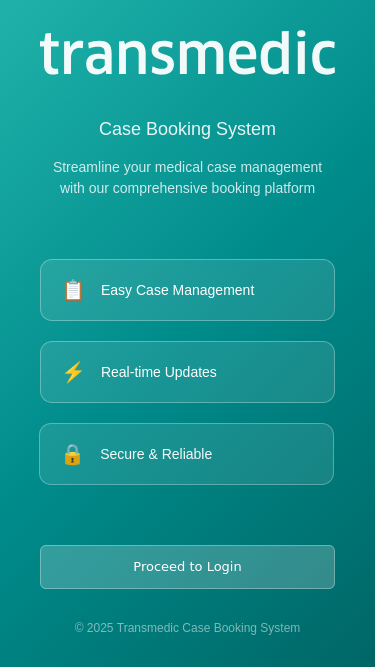 transmedic
Case Booking System
Streamline your medical case management
with our comprehensive booking platform
Easy Case Management
Real-time Updates
Secure & Reliable
Proceed to Login
© 2025 Transmedic Case Booking System